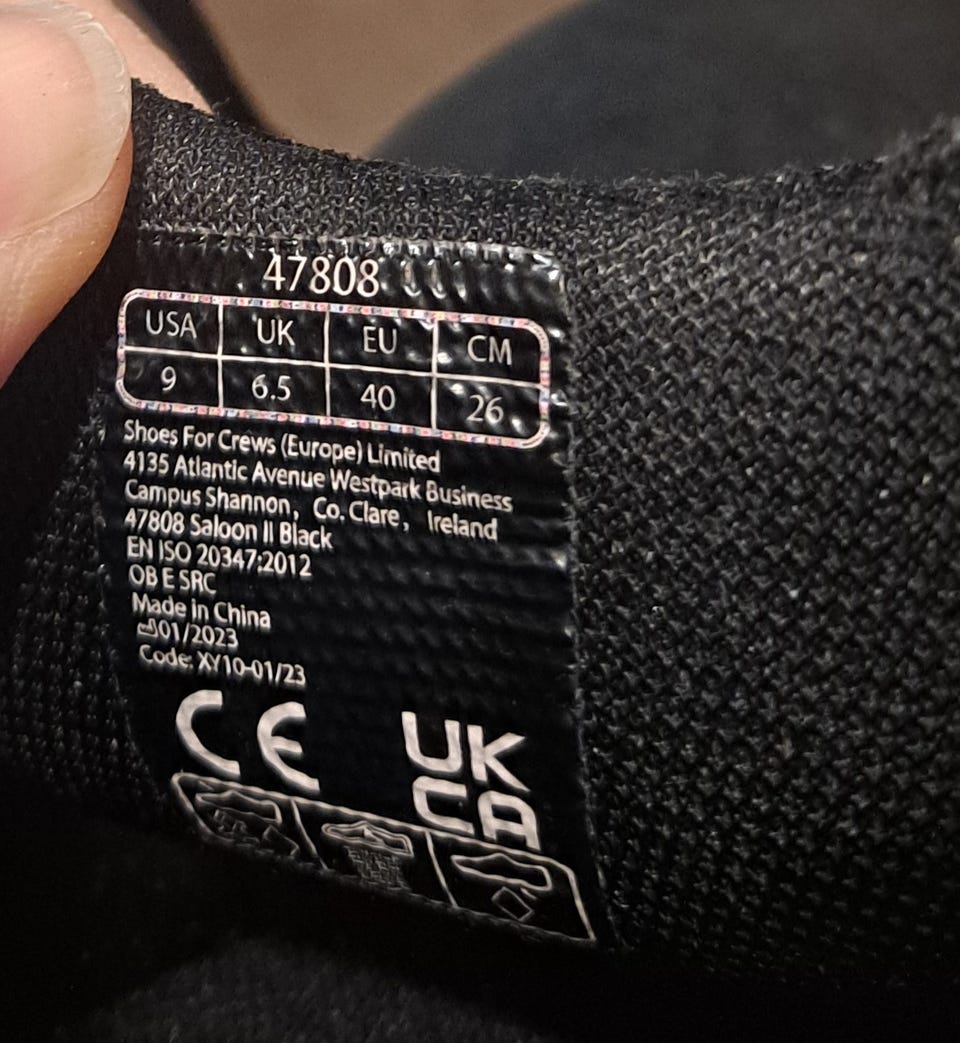 47808
USA UK EU CM
9 6.5 40 26
Shoes For Crews (Europe) Limited
4135 Atlantic Avenue Westpark Business
Campus Shannon, Co. Clare, Ireland
47808 Saloon II Black
EN ISO 20347:2012
OB E SRC
Made in China
01/2023
Code: XY10-01/23
CE
UK
CA